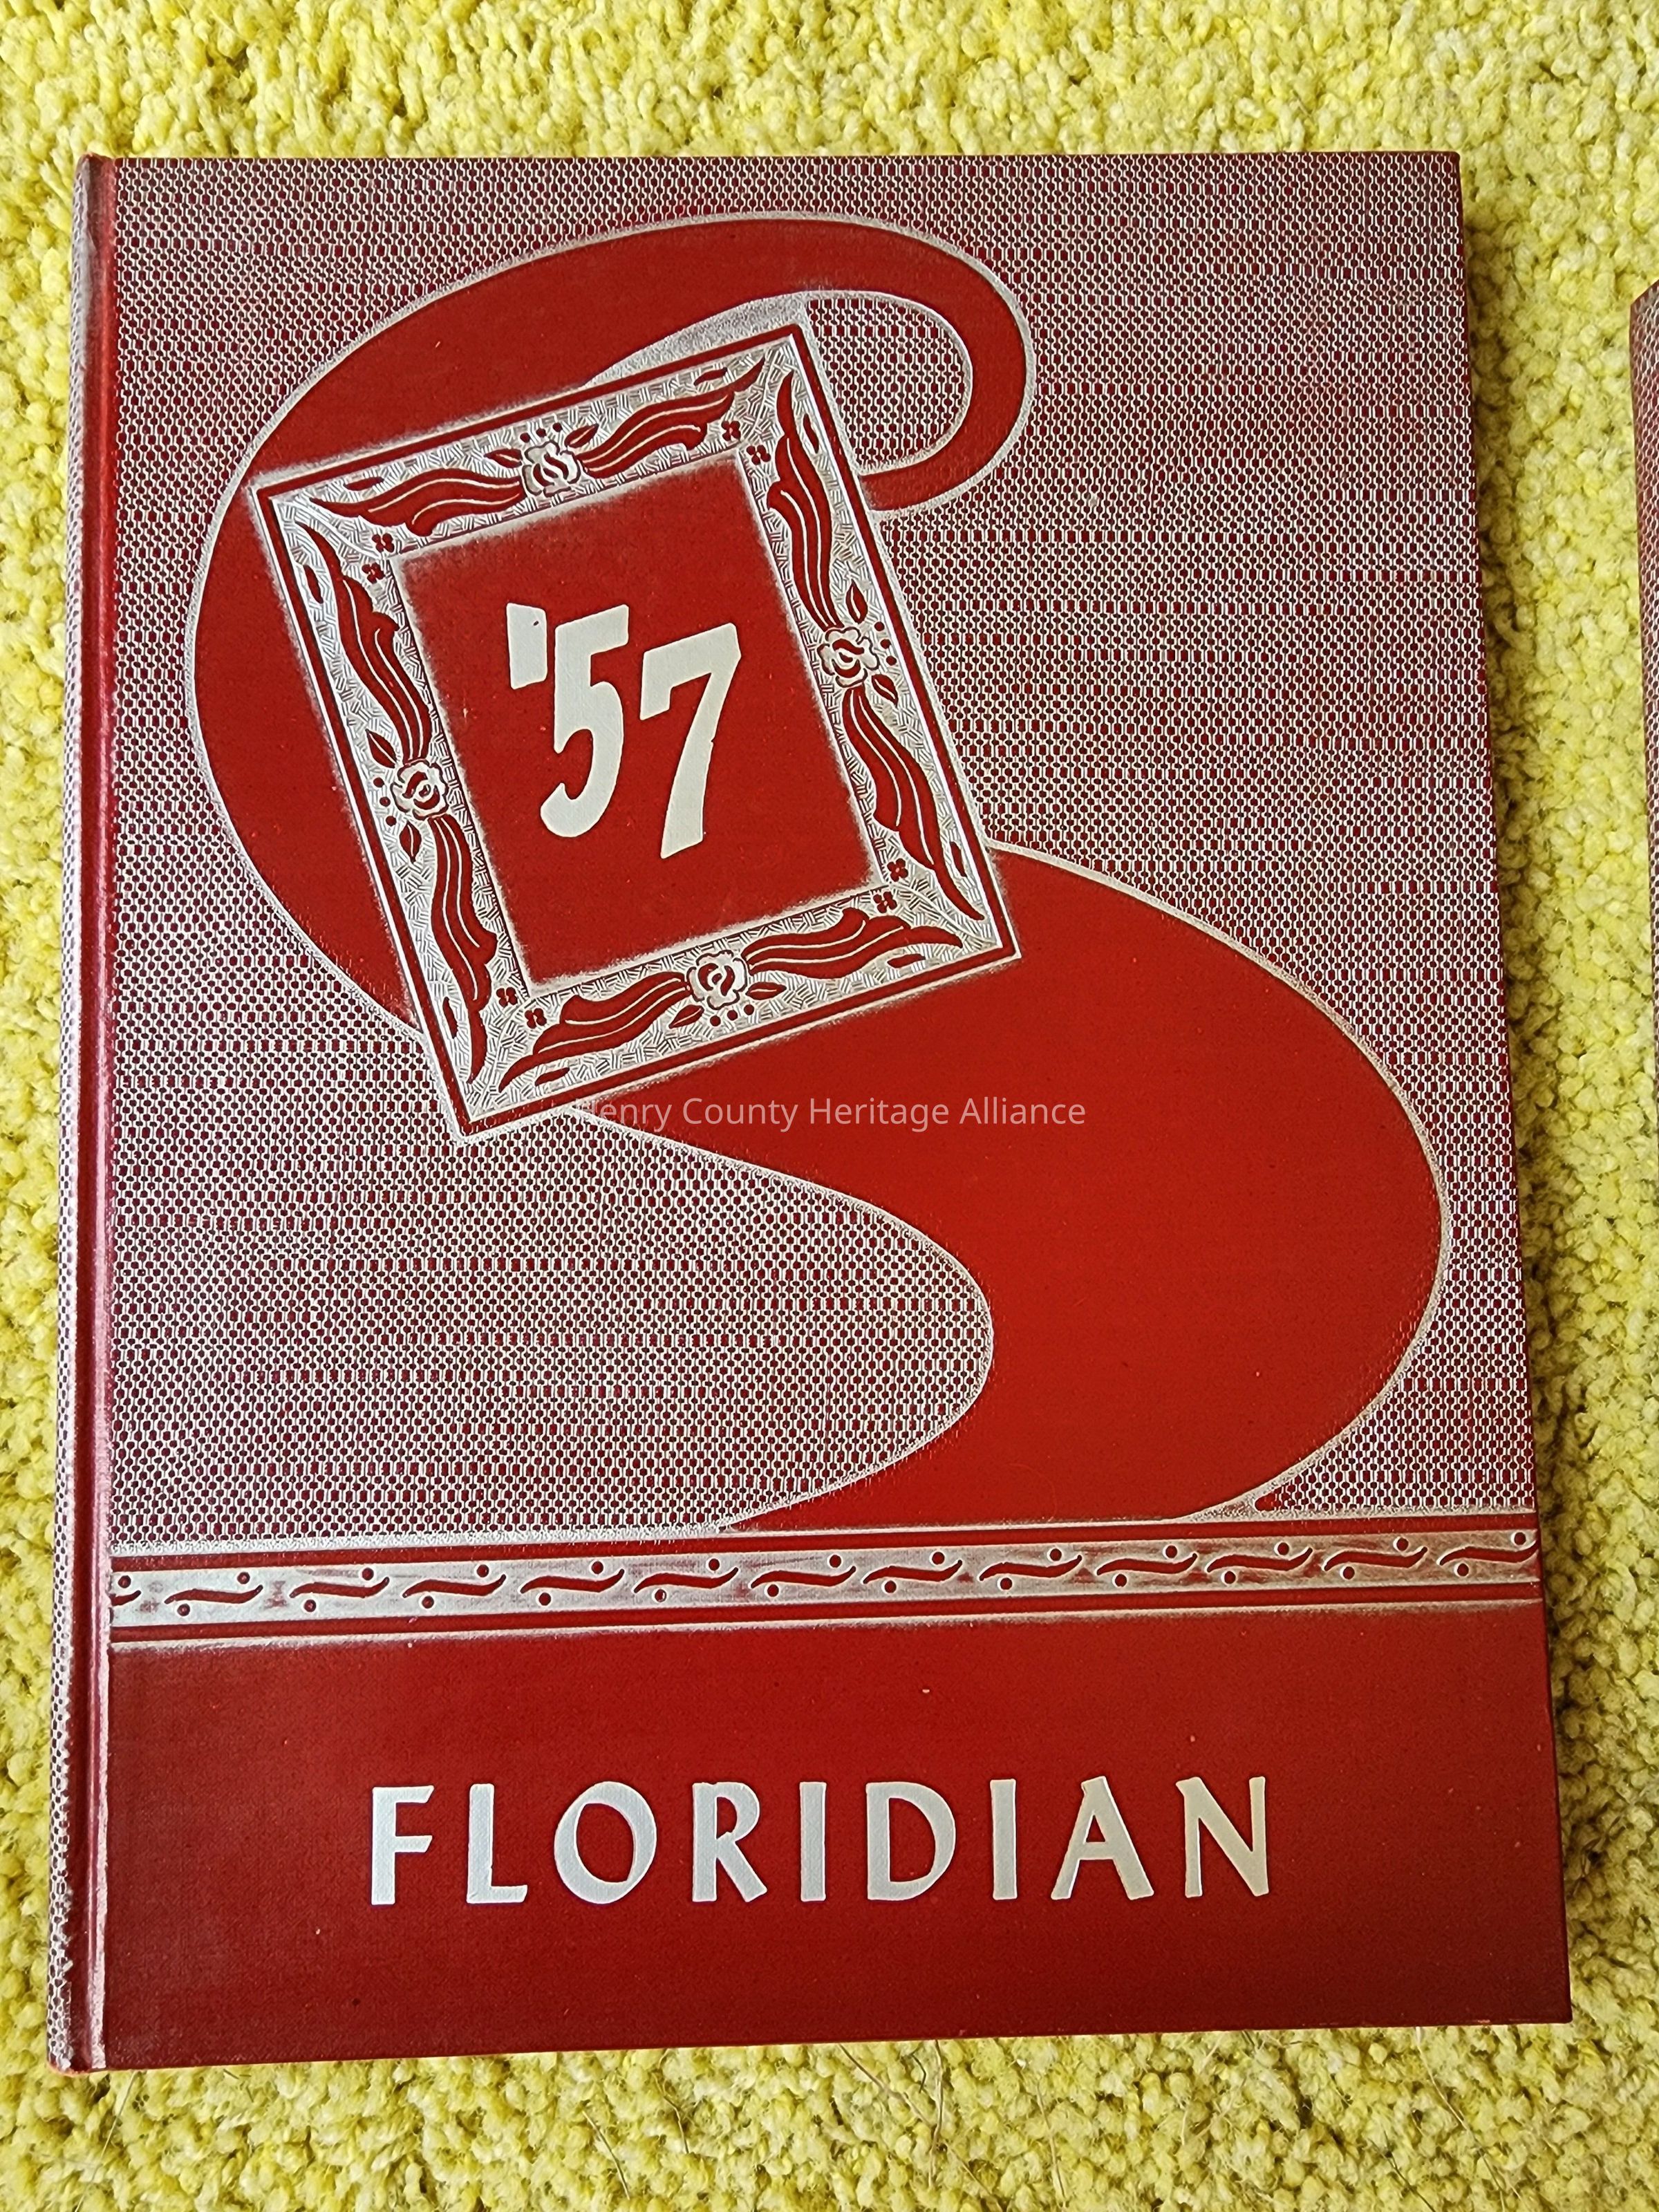 '57
Henry County Heritage Alliance
FLORIDIAN